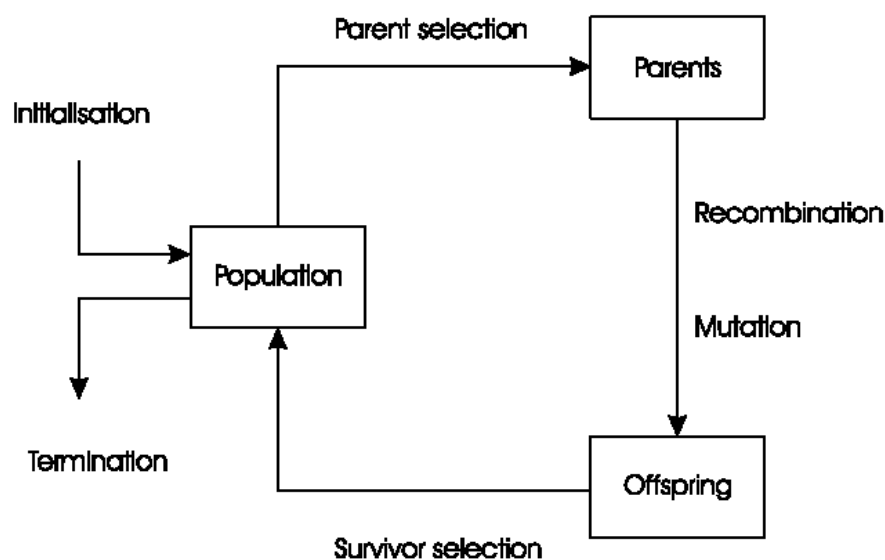 Parent selection
Parents
Initialisation
Recombination
Population
Mutation
Termination
Offspring
Survivor selection